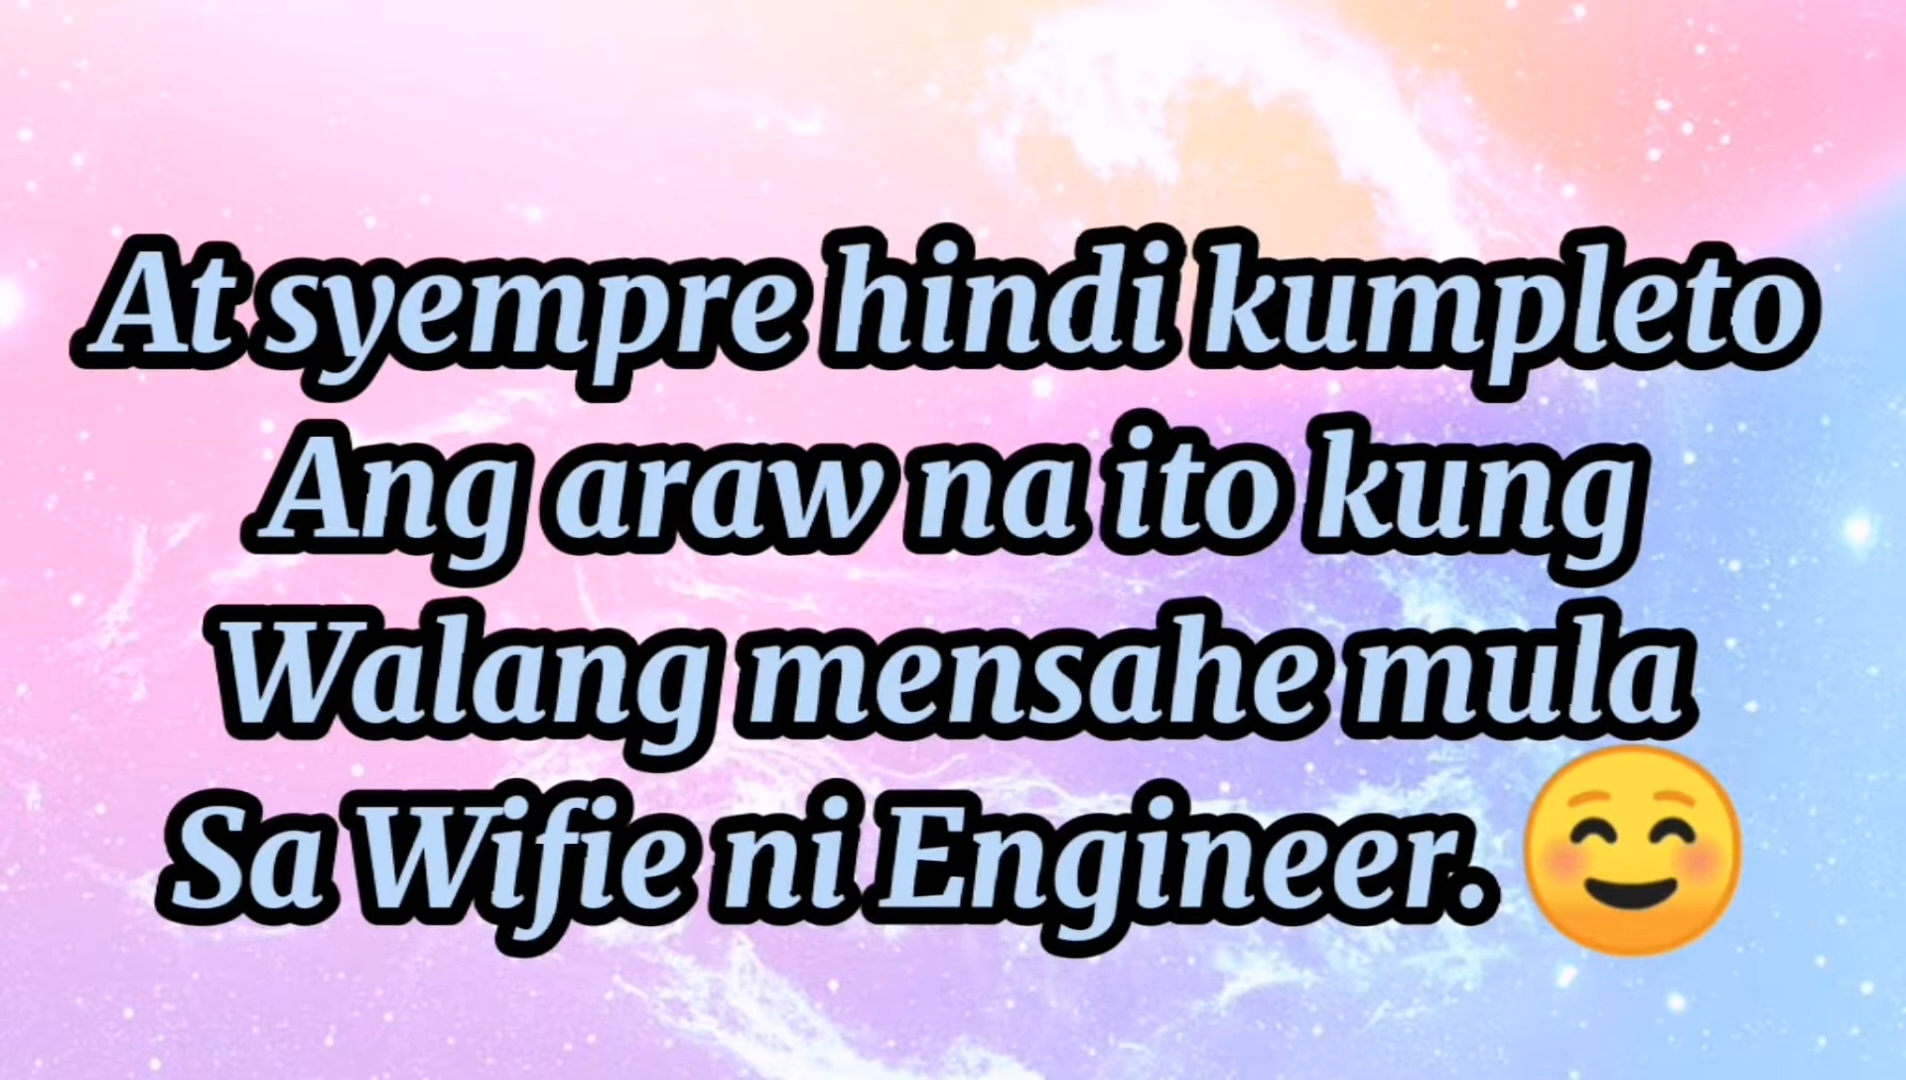 At syempre hindi kumpleto
Ang araw na ito kung
Walang mensahe mula
Sa Wifie ni Engineer. ☺️